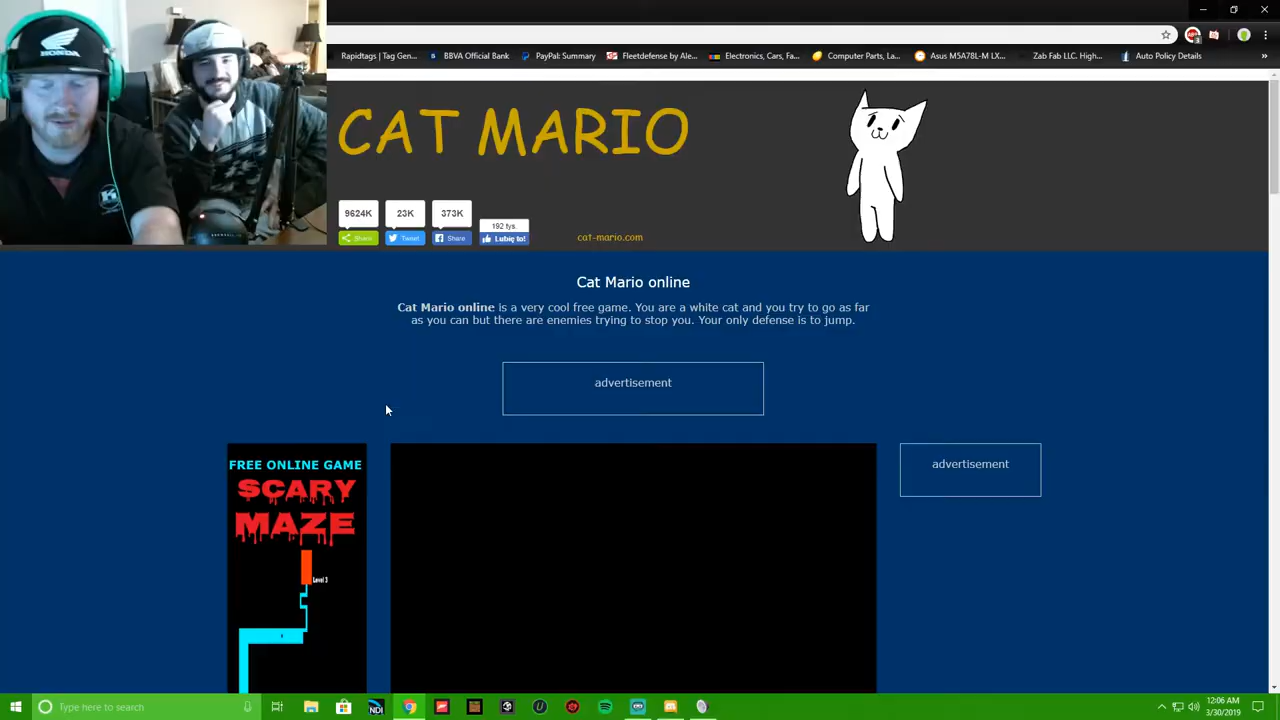 HONDA
Rapidtags | Tag Gen...
BBVA Official Bank
PayPal: Summary
Fleetdefense by Ale...
Electronics, Cars, Fa...
Computer Parts, La...
Asus M5A78L-M LX...
Zab Fab LLC. High...
Auto Policy Details
CAT MARIO
9624K
23K
373K
192 tys.
Share
Tweet
Share
Lubię to!
cat-mario.com
Cat Mario online
Cat Mario online is a very cool free game. You are a white cat and you try to go as far
as you can but there are enemies trying to stop you. Your only defense is to jump.
advertisement
FREE ONLINE GAME
SCARY
MAZE
Level 3
advertisement
Type here to search
NDI
12:06 AM
3/30/2019